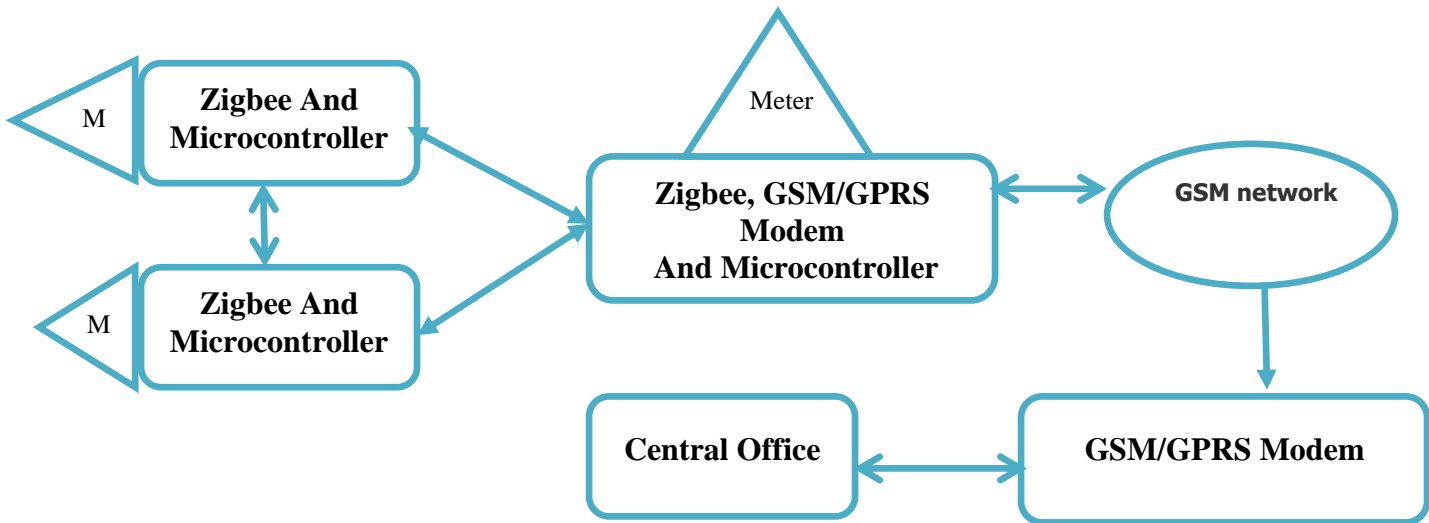 M
Zigbee And
Microcontroller
Meter
Zigbee, GSM/GPRS
Modem
And Microcontroller
GSM network
M
Zigbee And
Microcontroller
Central Office
GSM/GPRS Modem